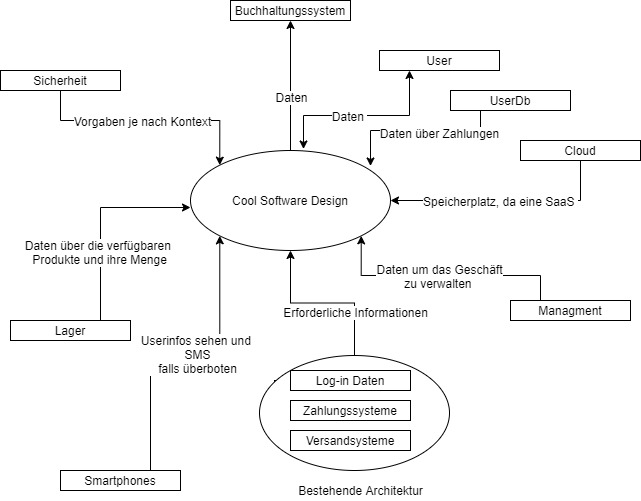 Buchhaltungssystem
User
Sicherheit
Daten
UserDb
Vorgaben je nach Kontext
Daten
Daten über Zahlungen
Cloud
Cool Software Design
Speicherplatz, da eine SaaS
Daten über die verfügbaren
Produkte und ihre Menge
Daten um das Geschäft
zu verwalten
Erforderliche Informationen
Managment
Lager
Userinfos sehen und
SMS
falls überboten
Log-in Daten
Zahlungssysteme
Versandsysteme
Smartphones
Bestehende Architektur